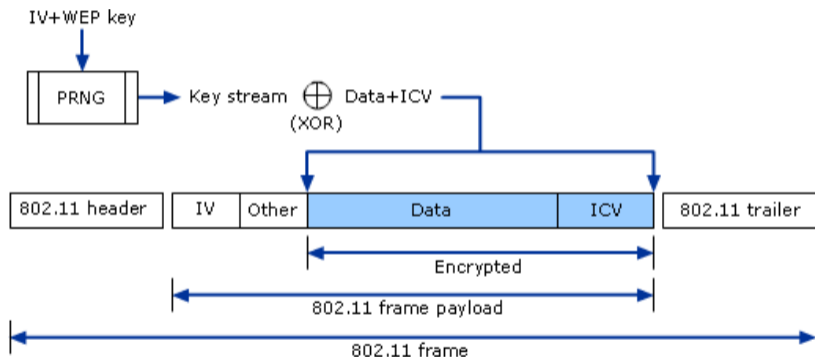 IV+WEP key
PRNG
Key stream
(XOR)
Data+ICV
802.11 header
IV
Other
Data
ICV
802.11 trailer
Encrypted
802.11 frame payload
802.11 frame